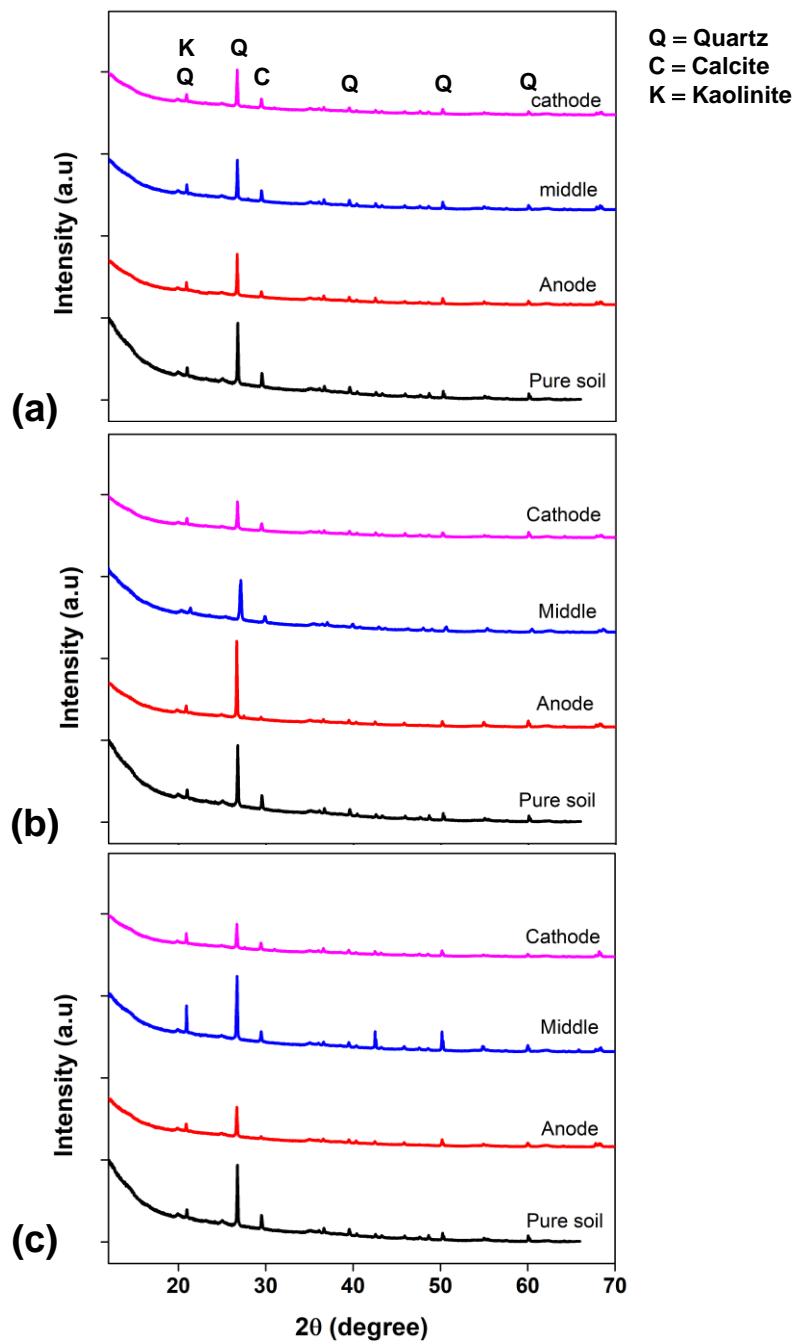 K
Q
Q
C
Q
Q
Q
Q = Quartz
C = Calcite
K = Kaolinite
cathode
middle
Anode
Pure soil
Intensity (a.u)
(a)
Cathode
Middle
Anode
Pure soil
Intensity (a.u)
(b)
Cathode
Middle
Anode
Pure soil
Intensity (a.u)
(c)
20 30 40 50 60 70
2θ (degree)